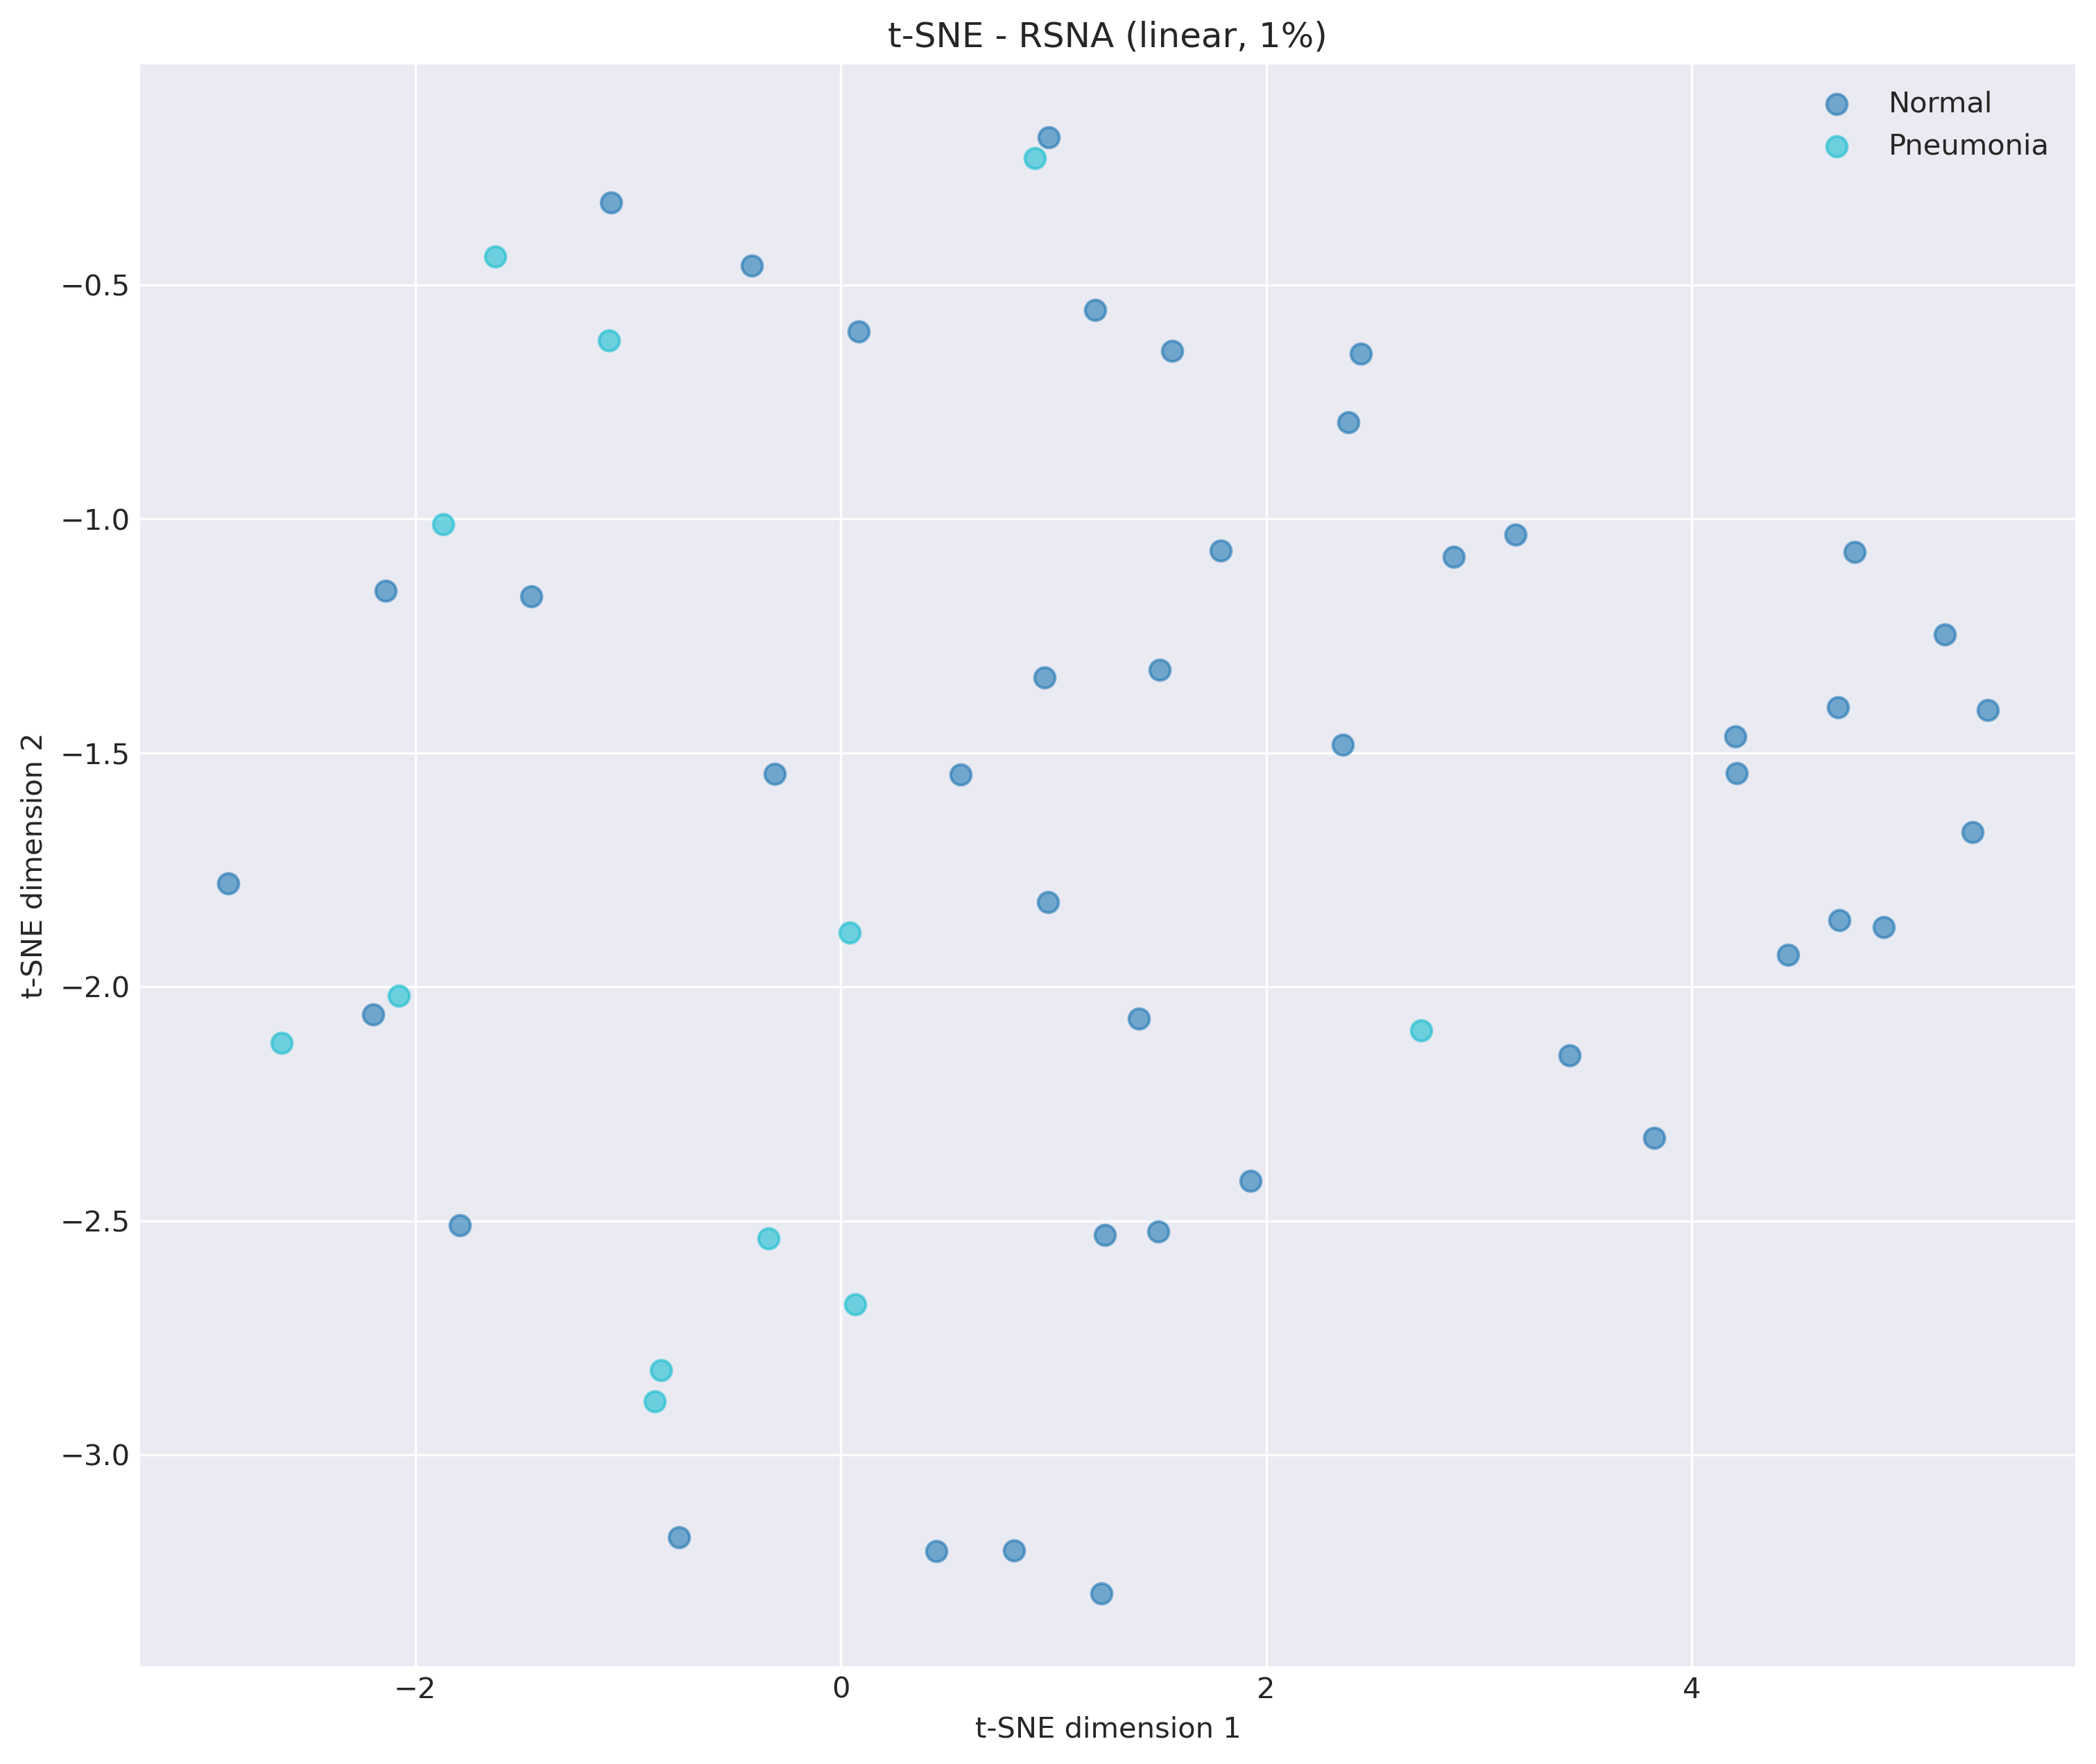 t-SNE - RSNA (linear, 1%)
Normal
Pneumonia
−0.5
−1.0
−1.5
−2.0
−2.5
−3.0
t-SNE dimension 2
−2
0
2
4
t-SNE dimension 1